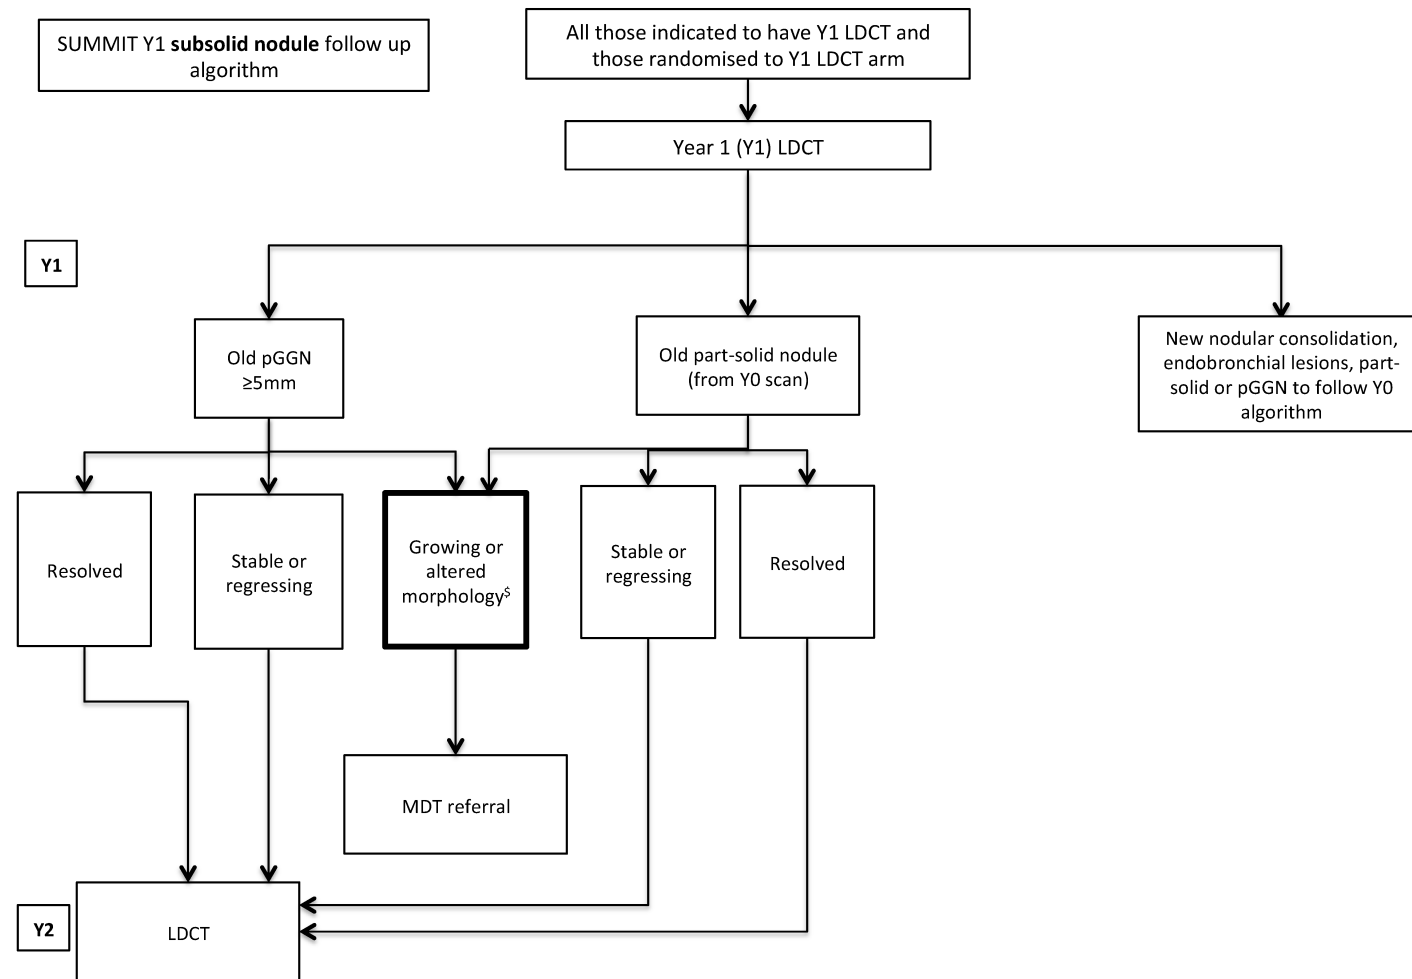 SUMMIT Y1 subsolid nodule follow up
algorithm
All those indicated to have Y1 LDCT and
those randomised to Y1 LDCT arm
Year 1 (Y1) LDCT
Y1
Old pGGN
≥5mm
Old part-solid nodule
(from Y0 scan)
New nodular consolidation,
endobronchial lesions, part-
solid or pGGN to follow Y0
algorithm
Resolved
Stable or
regressing
Growing or
altered
morphology$
Stable or
regressing
Resolved
MDT referral
Y2
LDCT